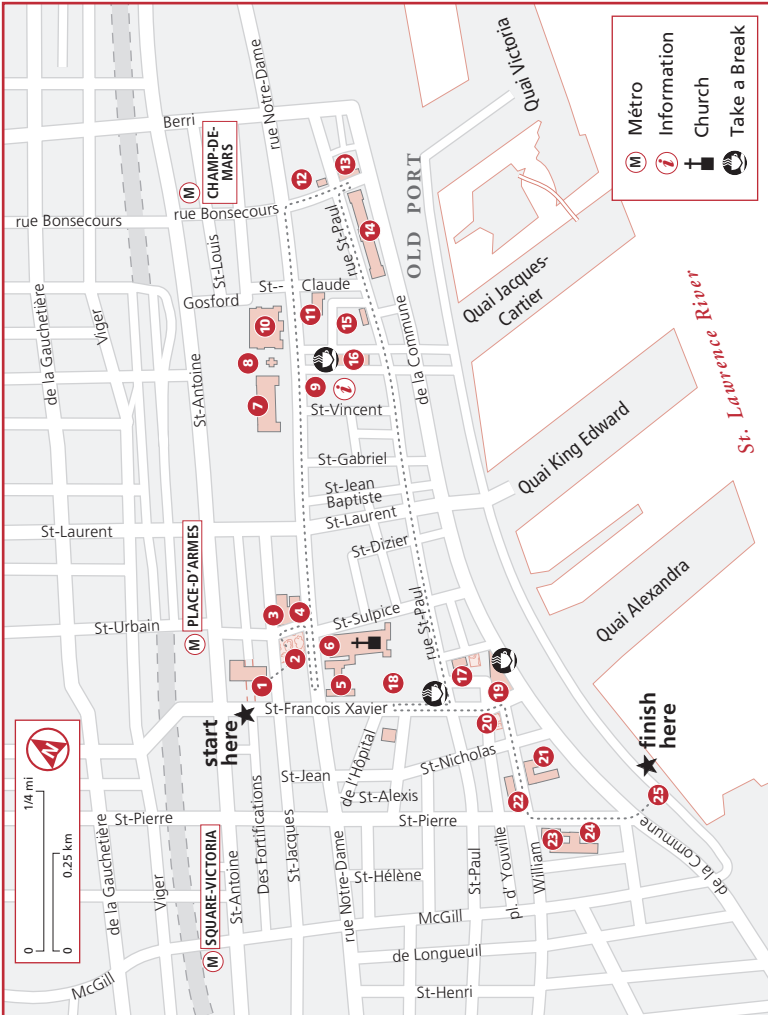 0
1/4 mi
0
0.25 km
N
M Métro
i Information
Church
Take a Break
M SQUARE-VICTORIA
M PLACE-D'ARMES
M
CHAMP-DE-
MARS
start
here
finish
here
McGill
de la Gauchetière
Viger
St-Antoine
Des Fortifications
St-Jacques
rue Notre-Dame
St-Pierre
St-Jean
de l'Hôpital
St-Alexis
St-Hélène
St-Pierre
McGill
de Longueuil
St-Henri
St-Paul
pl. d' Youville
William
St-Nicholas
St-Francois Xavier
St-Urbain
St-Sulpice
rue St-Paul
St-Laurent
St-Dizier
St-Laurent
St-Jean
Baptiste
St-Gabriel
St-Vincent
de la Gauchetière
Viger
St-Antoine
St-Louis
Gosford
St--
Claude
rue Bonsecours
rue Bonsecours
Berri
rue Notre-Dame
rue St-Paul
de la Commune
de la Commune
OLD PORT
Quai Victoria
Quai Jacques-
Cartier
Quai King Edward
Quai Alexandra
St. Lawrence River
1
2
3
4
5
6
7
8
9
i
10
11
12
13
14
15
16
17
18
19
20
21
22
23
24
25